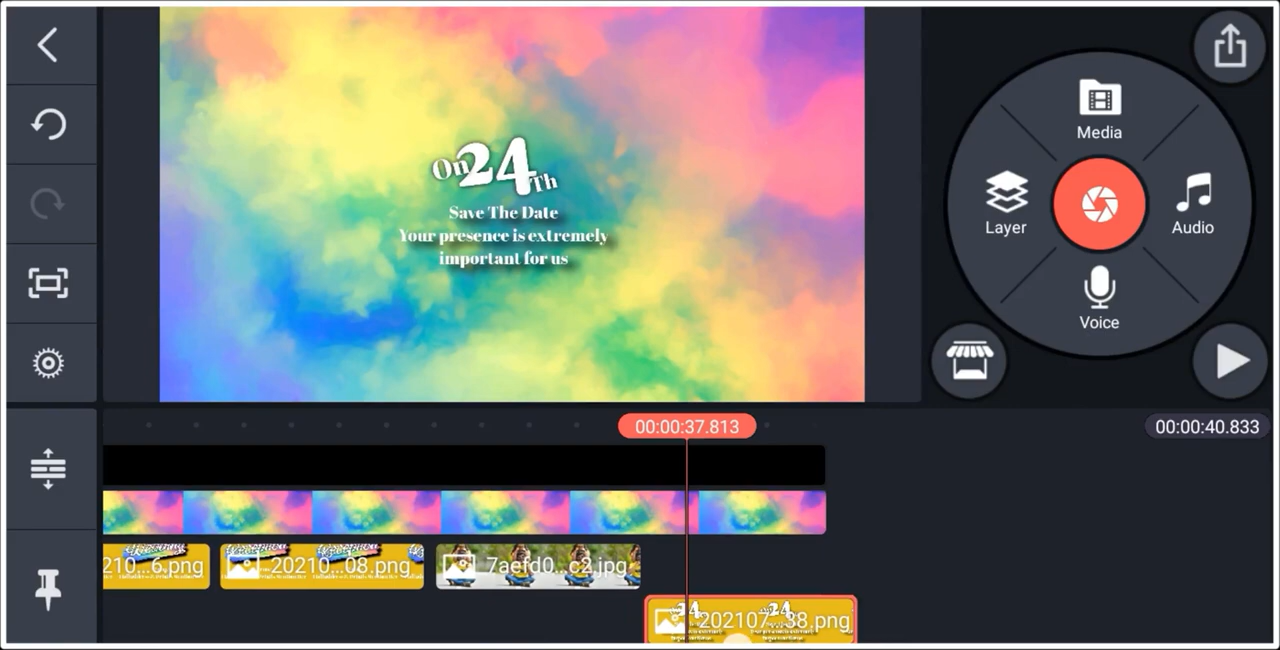 On 24 Th
Save The Date
Your presence is extremely
important for us
Media
Layer
Audio
Voice
00:00:37.813
00:00:40.833
210...6.png
20210...08.png
7aefd0...c2.jpg
202107...38.png